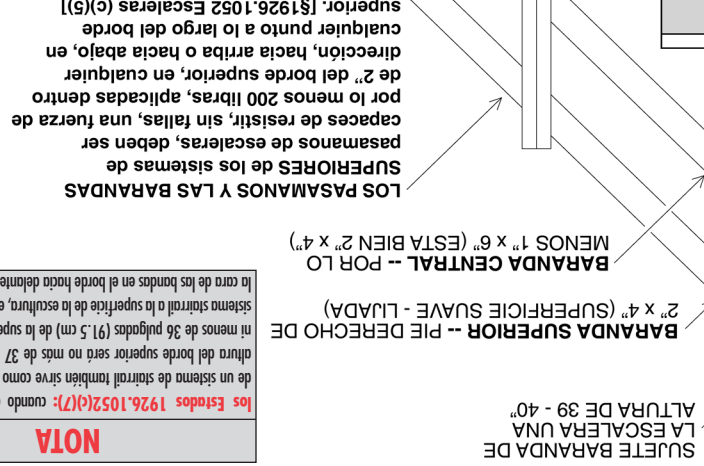 SUJETE BARANDA DE
LA ESCALERA A UNA
ALTURA DE 39 - 40"
NOTA
los Estados 1926.1052(c)(7): cuando
de un sistema de stairrail también sirve como
altura del borde superior será no más de 37
ni menos de 36 pulgadas (91.5 cm) de la supe
sistema stairrail a la superficie de la escultura, e
la cara de las bandas en el borde hacia delante
BARANDA SUPERIOR -- PIE DERECHO DE
2" x 4" (SUPERFICIE SUAVE - LIJADA)
BARANDA CENTRAL -- POR LO
MENOS 1" x 6" (ESTA BIEN 2" x 4")
LOS PASAMANOS Y LAS BARANDAS
SUPERIORES de los sistemas de
pasamanos de escaleras, deben ser
capaces de resistir, sin fallas, una fuerza de
por lo menos 200 libras, aplicadas dentro
de 2" del borde superior, en cualquier
dirección, hacia arriba o hacia abajo, en
cualquier punto a lo largo del borde
superior. [§1926.1052 Escaleras (c)(5)]